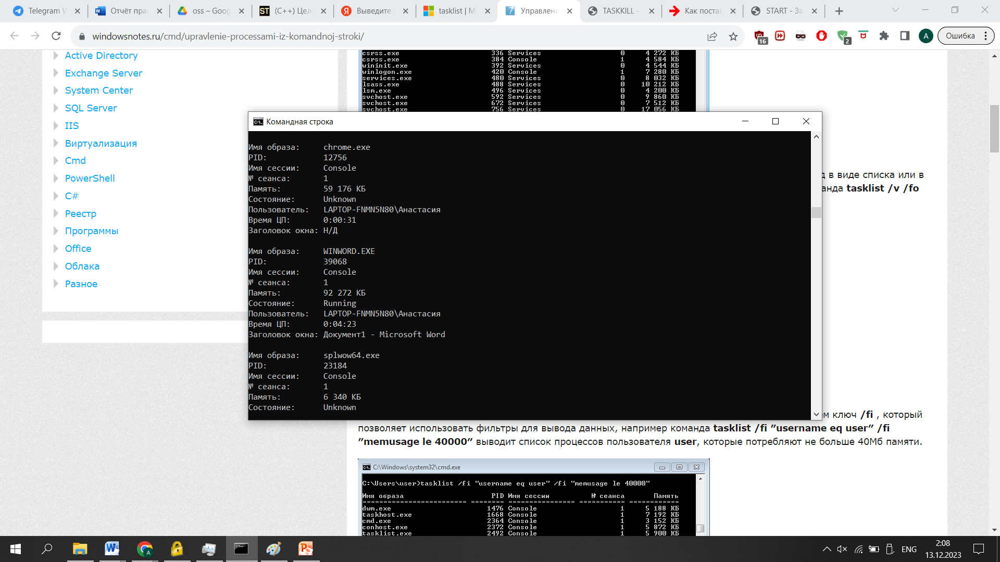 Telegram W
Отчёт пра
oss – Goog
(C++) Цел
Выведите
tasklist | M
Управлени
TASKKILL -
Как постав
START - За
windowsnotes.ru/cmd/upravlenie-processami-iz-komandnoj-stroki/
16
2
A
Ошибка
Active Directory
Exchange Server
System Center
SQL Server
IIS
Виртуализация
Cmd
PowerShell
C#
Реестр
Программы
Office
Облака
Разное
csrss.exe 336 Services 0 4 272 КБ
csrss.exe 384 Console 1 4 584 КБ
wininit.exe 392 Services 0 4 544 КБ
winlogon.exe 420 Console 1 7 280 КБ
services.exe 480 Services 0 8 032 КБ
lsass.exe 488 Services 0 10 212 КБ
lsm.exe 496 Services 0 4 200 КБ
svchost.exe 592 Services 0 9 860 КБ
svchost.exe 672 Services 0 7 512 КБ
svchost.exe 756 Services 0 17 056 КБ
Командная строка
Имя образа: chrome.exe
PID: 12756
Имя сессии: Console
№ сеанса: 1
Память: 59 176 КБ
Состояние: Unknown
Пользователь: LAPTOP-FNMN5N80\Анастасия
Время ЦП: 0:00:31
Заголовок окна: Н/Д
Имя образа: WINWORD.EXE
PID: 39068
Имя сессии: Console
№ сеанса: 1
Память: 92 272 КБ
Состояние: Running
Пользователь: LAPTOP-FNMN5N80\Анастасия
Время ЦП: 0:04:23
Заголовок окна: Документ1 - Microsoft Word
Имя образа: splwow64.exe
PID: 23184
Имя сессии: Console
№ сеанса: 1
Память: 6 340 КБ
Состояние: Unknown
в виде списка или в
анда tasklist /v /fo
м ключ /fi , который
позволяет использовать фильтры для вывода данных, например команда tasklist /fi ″username eq user″ /fi
″memusage le 40000″ выводит список процессов пользователя user, которые потребляют не больше 40Мб памяти.
C:\Windows\system32\cmd.exe
C:\Users\user>tasklist /fi "username eq user" /fi "memusage le 40000"
Имя образа PID Имя сессии № сеанса Память
========================= ======== ================ =========== ============
dwm.exe 1476 Console 1 5 188 КБ
taskhost.exe 1668 Console 1 7 192 КБ
cmd.exe 2364 Console 1 3 152 КБ
conhost.exe 2372 Console 1 5 872 КБ
tasklist.exe 2492 Console 1 5 900 КБ
ENG
2:08
13.12.2023